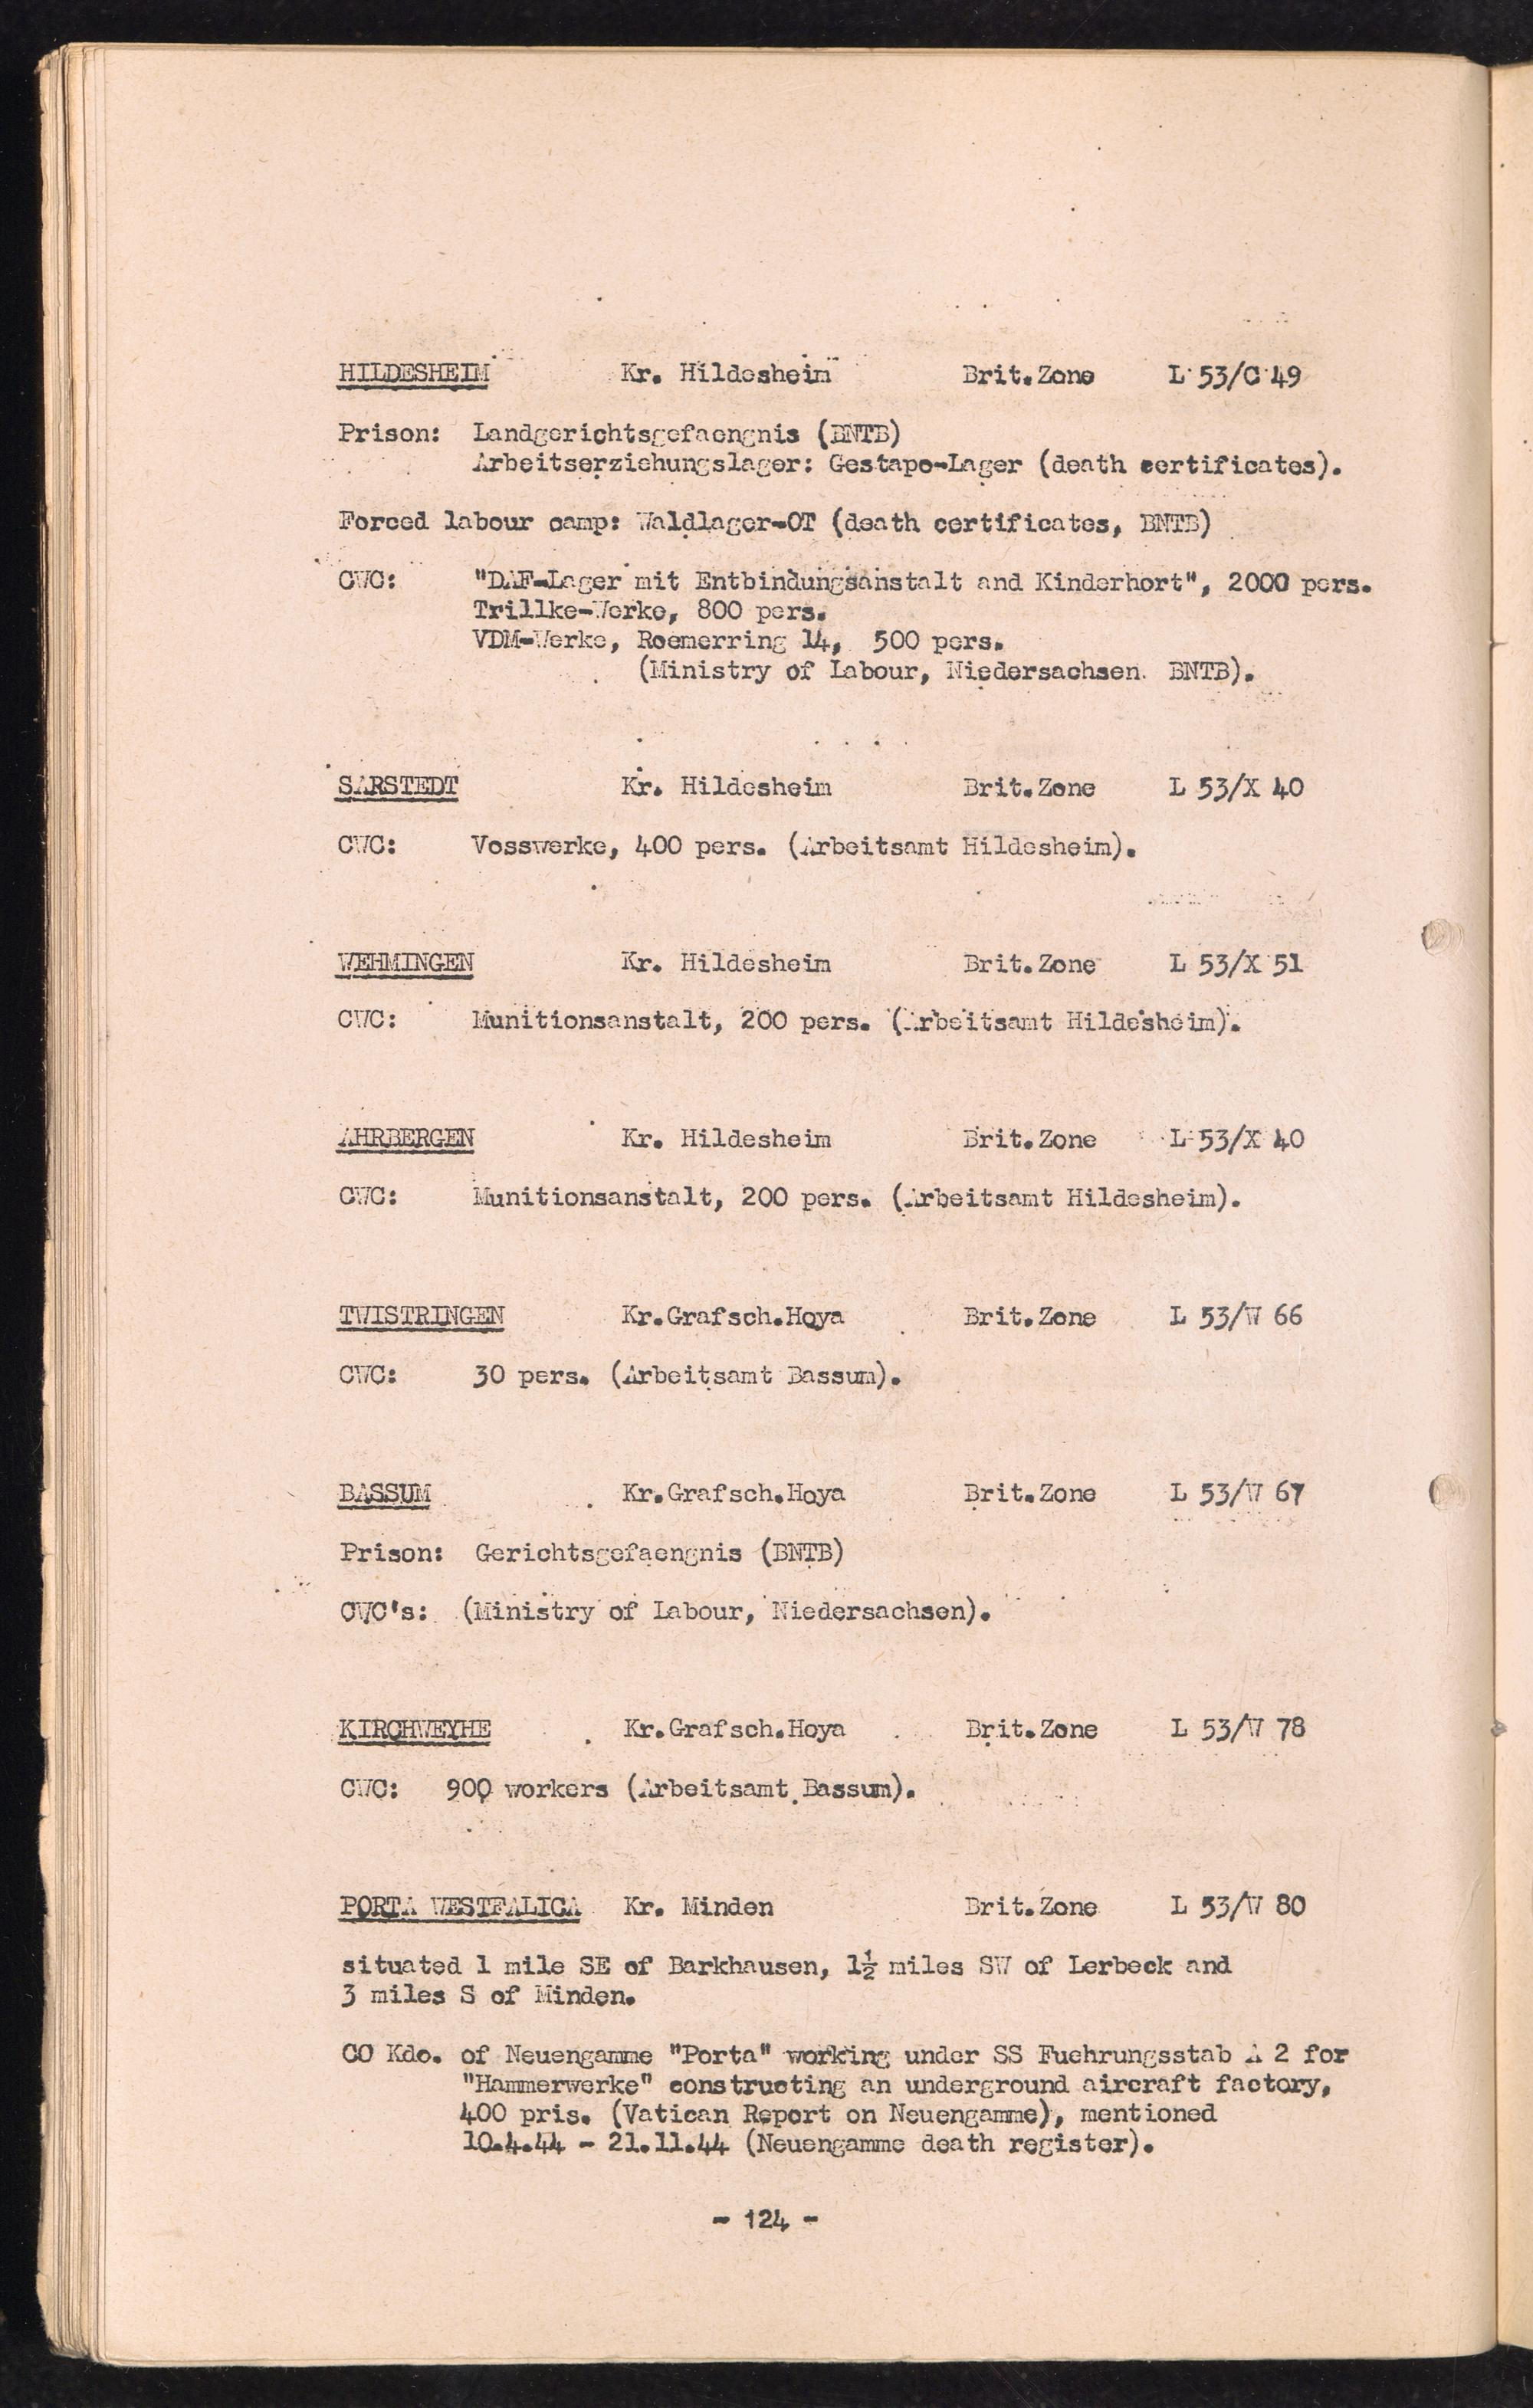 HILDESHEIM Kr. Hildesheim Brit.Zone L 53/C 49
Prison: Landgerichtsgefaengnis (BNTB)
Arbeitserziehungslager: Gestapo-Lager (death certificates).
Forced labour camp: Waldlager-OT (death certificates, BNTB)
CWC: "DAF-Lager mit Entbindungsanstalt and Kinderhort", 2000 pers.
Trillke-Werke, 800 pers.
VDM-Werke, Roemerring 14, 500 pers.
(Ministry of Labour, Niedersachsen. BNTB).
SARSTEDT Kr. Hildesheim Brit.Zone L 53/X 40
CWC: Vosswerke, 400 pers. (Arbeitsamt Hildesheim).
WEHMINGEN Kr. Hildesheim Brit.Zone L 53/X 51
CWC: Munitionsanstalt, 200 pers. (Arbeitsamt Hildesheim).
AHRBERGEN Kr. Hildesheim Brit.Zone L 53/X 40
CWC: Munitionsanstalt, 200 pers. (Arbeitsamt Hildesheim).
TWISTRINGEN Kr.Grafsch.Hoya Brit.Zone L 53/W 66
CWC: 30 pers. (Arbeitsamt Bassum).
BASSUM Kr.Grafsch.Hoya Brit.Zone L 53/W 67
Prison: Gerichtsgefaengnis (BNTB)
CWC's: (Ministry of Labour, Niedersachsen).
KIRCHWEYHE Kr.Grafsch.Hoya Brit.Zone L 53/W 78
CWC: 900 workers (Arbeitsamt Bassum).
PORTA WESTFALICA Kr. Minden Brit.Zone L 53/W 80
situated 1 mile SE of Barkhausen, 1½ miles SW of Lerbeck and
3 miles S of Minden.
CC Kdo. of Neuengamme "Porta" working under SS Fuehrungsstab A 2 for
"Hammerwerke" constructing an underground aircraft factory,
400 pris. (Vatican Report on Neuengamme), mentioned
10.4.44 - 21.11.44 (Neuengamme death register).
- 124 -